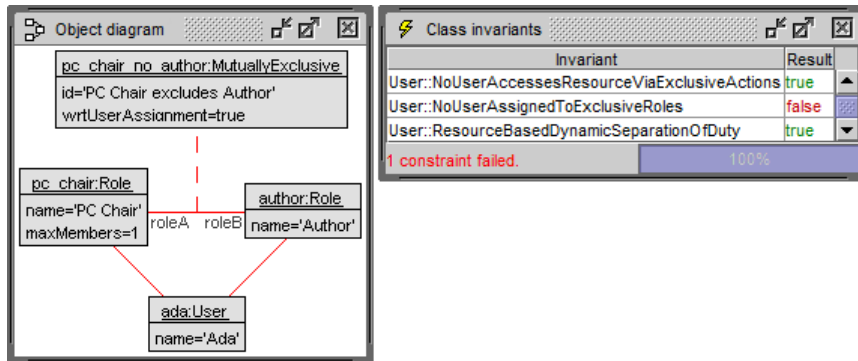 Object diagram
pc_chair_no_author:MutuallyExclusive
id='PC Chair excludes Author'
wrtUserAssignment=true
pc_chair:Role
name='PC Chair'
maxMembers=1
roleA roleB
author:Role
name='Author'
ada:User
name='Ada'
Class invariants
Invariant Result
User::NoUserAccessesResourceViaExclusiveActions true
User::NoUserAssignedToExclusiveRoles false
User::ResourceBasedDynamicSeparationOfDuty true
1 constraint failed. 100%